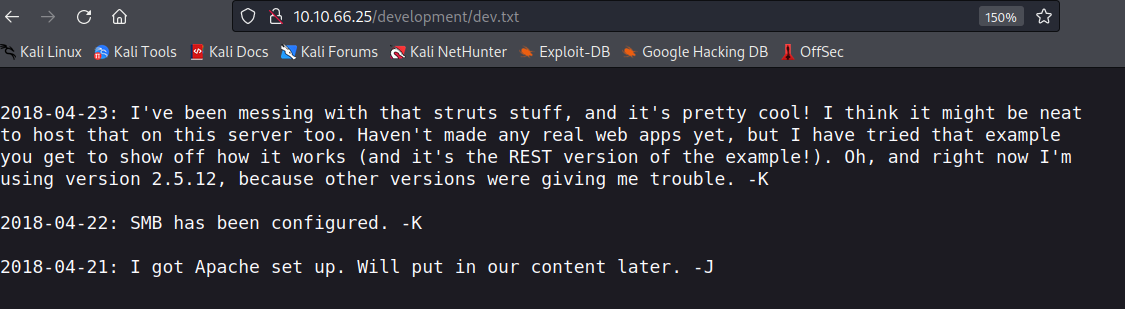 10.10.66.25/development/dev.txt
150%
Kali Linux Kali Tools Kali Docs Kali Forums Kali NetHunter Exploit-DB Google Hacking DB OffSec
2018-04-23: I've been messing with that struts stuff, and it's pretty cool! I think it might be neat
to host that on this server too. Haven't made any real web apps yet, but I have tried that example
you get to show off how it works (and it's the REST version of the example!). Oh, and right now I'm
using version 2.5.12, because other versions were giving me trouble. -K
2018-04-22: SMB has been configured. -K
2018-04-21: I got Apache set up. Will put in our content later. -J